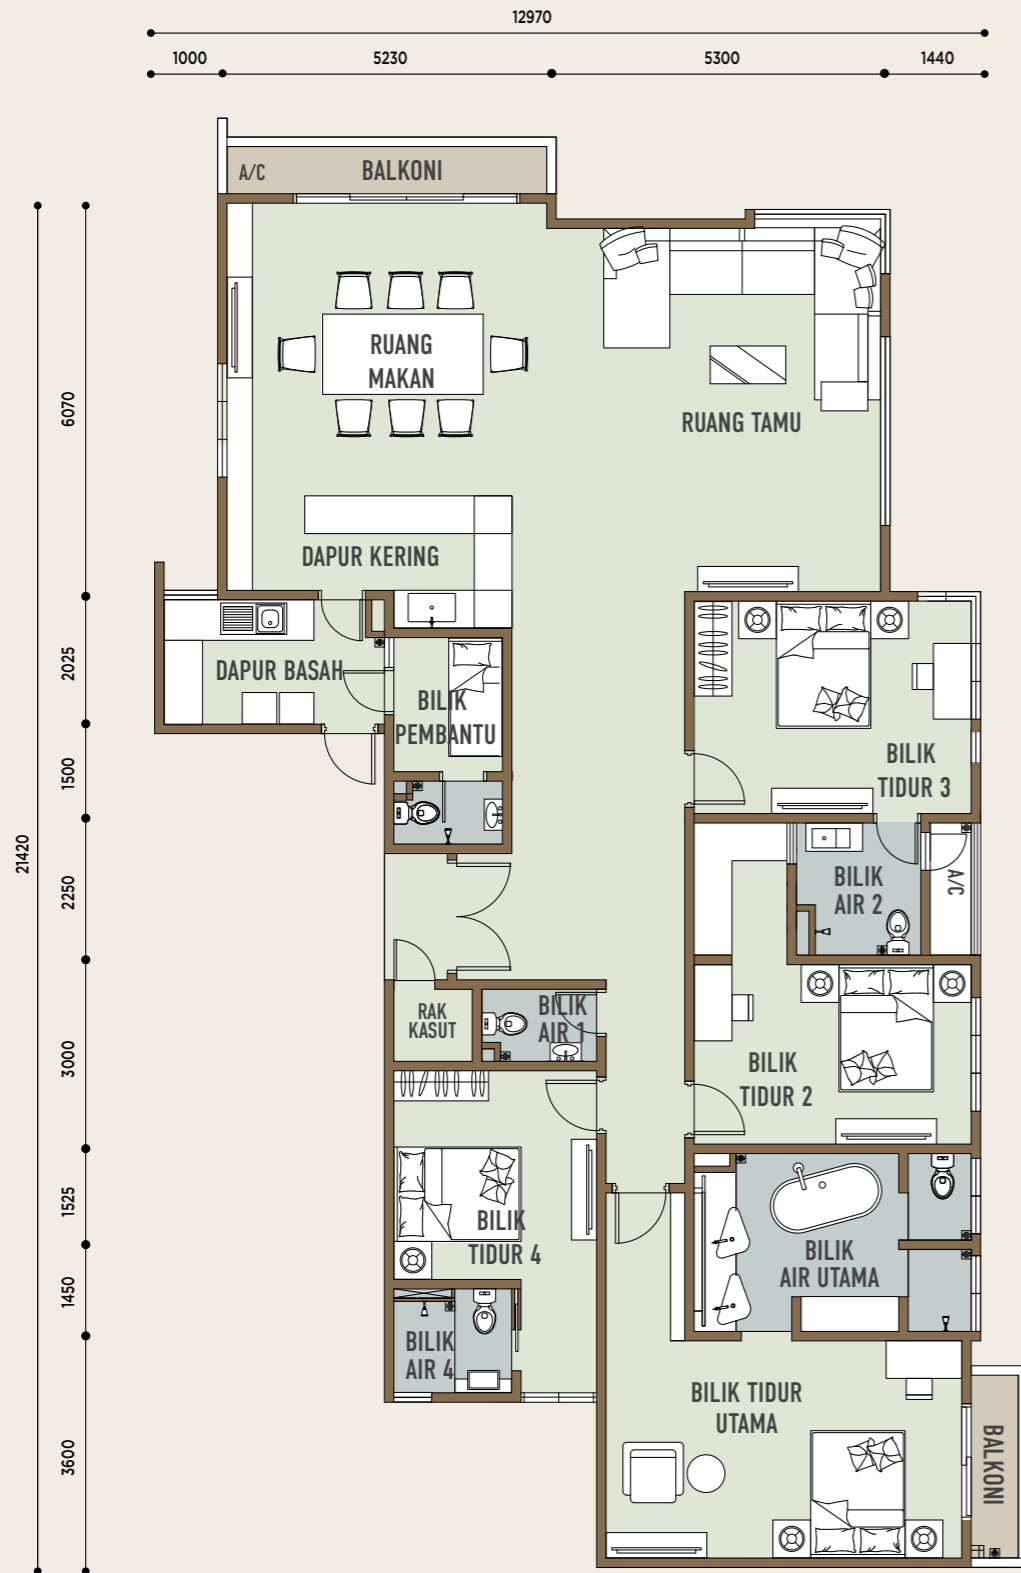 12970
1000
5230
5300
1440
A/C
BALKONI
RUANG
MAKAN
RUANG TAMU
6070
DAPUR KERING
2025
DAPUR BASAH
BILIK
PEMBANTU
BILIK
TIDUR 3
1500
21420
2250
BILIK
AIR 2
A/C
RAK
KASUT
BILIK
AIR 1
3000
BILIK
TIDUR 2
1525
BILIK
TIDUR 4
BILIK
AIR UTAMA
1450
BILIK
AIR 4
BILIK TIDUR
UTAMA
3600
BALKONI